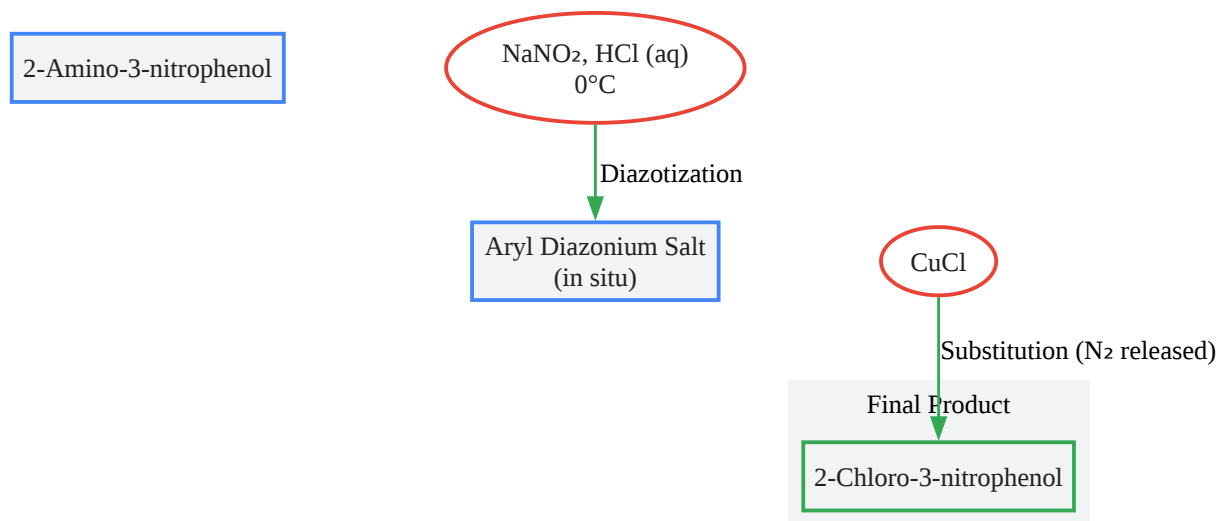 2-Amino-3-nitrophenol
NaNO₂, HCl (aq)
0°C
Diazotization
Aryl Diazonium Salt
(in situ)
CuCl
Substitution (N₂ released)
Final Product
2-Chloro-3-nitrophenol